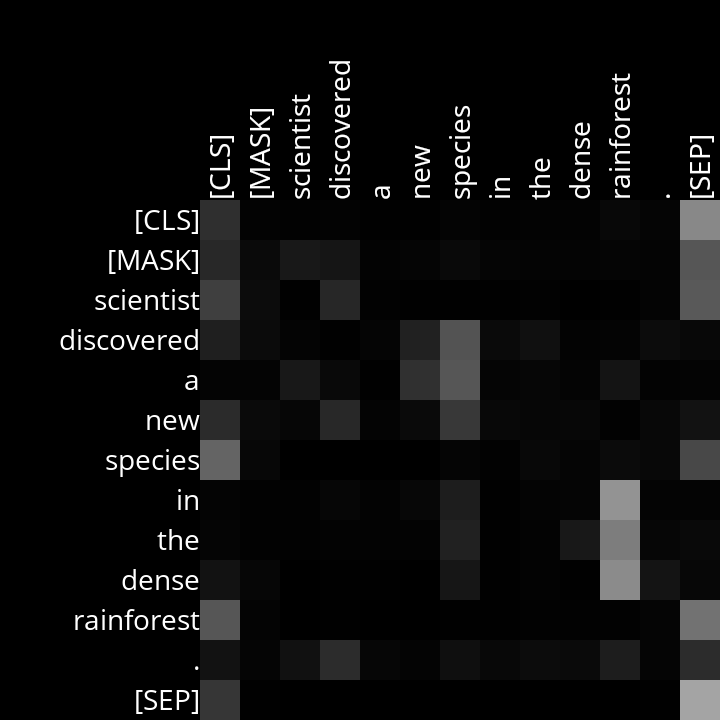 [CLS] [MASK] scientist discovered a new species in the dense rainforest . [SEP]
[CLS]
[MASK]
scientist
discovered
a
new
species
in
the
dense
rainforest
.
[SEP]